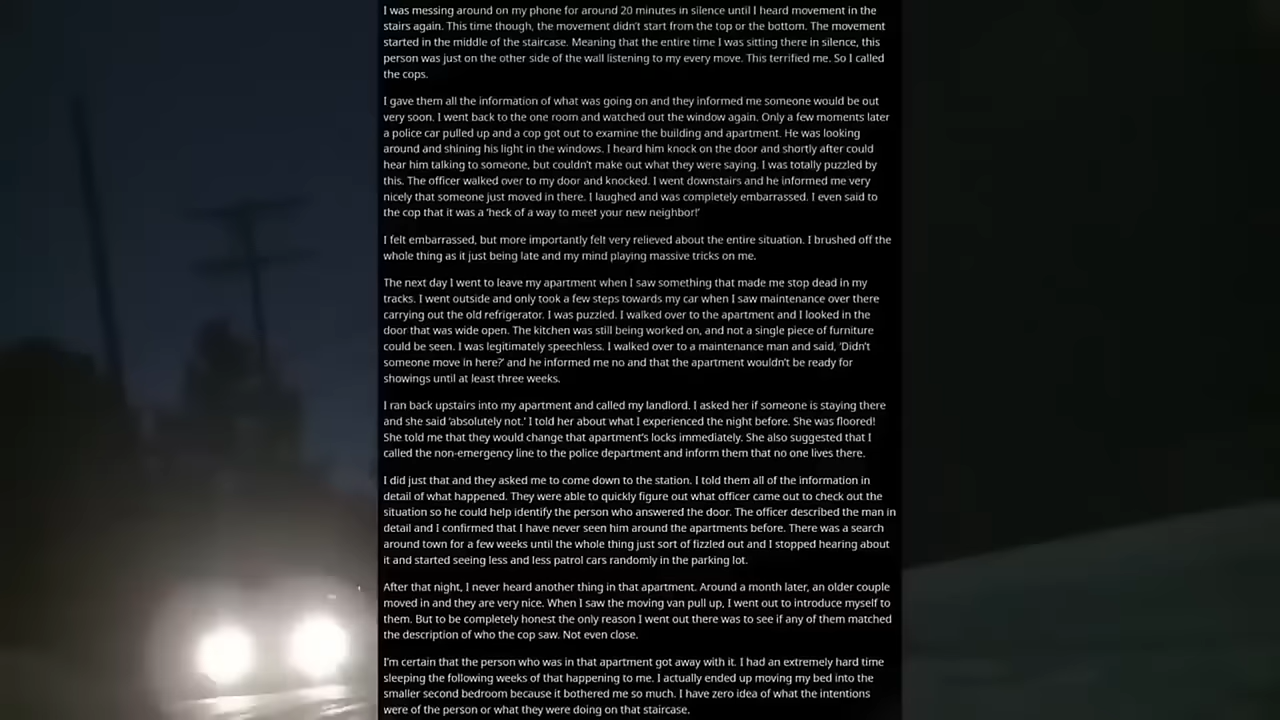 I was messing around on my phone for around 20 minutes in silence until I heard movement in the
stairs again. This time though, the movement didn't start from the top or the bottom. The movement
started in the middle of the staircase. Meaning that the entire time I was sitting there in silence, this
person was just on the other side of the wall listening to my every move. This terrified me. So I called
the cops.
I gave them all the information of what was going on and they informed me someone would be out
very soon. I went back to the one room and watched out the window again. Only a few moments later
a police car pulled up and a cop got out to examine the building and apartment. He was looking
around and shining his light in the windows. I heard him knock on the door and shortly after could
hear him talking to someone, but couldn't make out what they were saying. I was totally puzzled by
this. The officer walked over to my door and knocked. I went downstairs and he informed me very
nicely that someone just moved in there. I laughed and was completely embarrassed. I even said to
the cop that it was a 'heck of a way to meet your new neighbor!'
I felt embarrassed, but more importantly felt very relieved about the entire situation. I brushed off the
whole thing as it just being late and my mind playing massive tricks on me.
The next day I went to leave my apartment when I saw something that made me stop dead in my
tracks. I went outside and only took a few steps towards my car when I saw maintenance over there
carrying out the old refrigerator. I was puzzled. I walked over to the apartment and I looked in the
door that was wide open. The kitchen was still being worked on, and not a single piece of furniture
could be seen. I was legitimately speechless. I walked over to a maintenance man and said, 'Didn't
someone move in here?' and he informed me no and that the apartment wouldn't be ready for
showings until at least three weeks.
I ran back upstairs into my apartment and called my landlord. I asked her if someone is staying there
and she said 'absolutely not.' I told her about what I experienced the night before. She was floored!
She told me that they would change that apartment's locks immediately. She also suggested that I
called the non-emergency line to the police department and inform them that no one lives there.
I did just that and they asked me to come down to the station. I told them all of the information in
detail of what happened. They were able to quickly figure out what officer came out to check out the
situation so he could help identify the person who answered the door. The officer described the man in
detail and I confirmed that I have never seen him around the apartments before. There was a search
around town for a few weeks until the whole thing just sort of fizzled out and I stopped hearing about
it and started seeing less and less patrol cars randomly in the parking lot.
After that night, I never heard another thing in that apartment. Around a month later, an older couple
moved in and they are very nice. When I saw the moving van pull up, I went out to introduce myself to
them. But to be completely honest the only reason I went out there was to see if any of them matched
the description of who the cop saw. Not even close.
I'm certain that the person who was in that apartment got away with it. I had an extremely hard time
sleeping the following weeks of that happening to me. I actually ended up moving my bed into the
smaller second bedroom because it bothered me so much. I have zero idea of what the intentions
were of the person or what they were doing on that staircase.